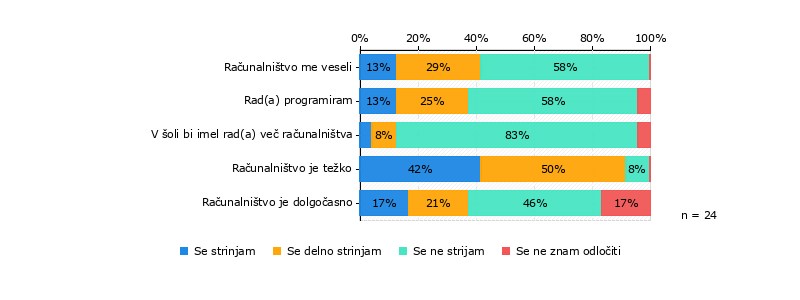 0% 20% 40% 60% 80% 100%
Računalništvo me veseli 13% 29% 58%
Rad(a) programiram 13% 25% 58%
V šoli bi imel rad(a) več računalništva 8% 83%
Računalništvo je težko 42% 50% 8%
Računalništvo je dolgočasno 17% 21% 46% 17%
n = 24
Se strinjam Se delno strinjam Se ne strijam Se ne znam odločiti